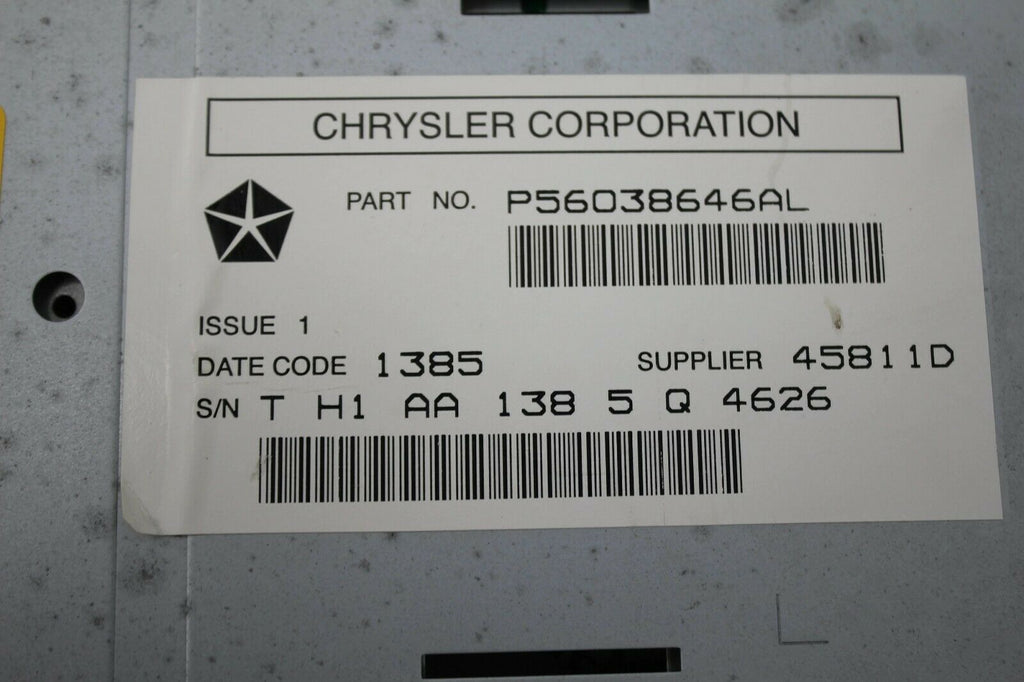 CHRYSLER CORPORATION
PART NO. P56038646AL
ISSUE 1
DATE CODE 1385 SUPPLIER 45811D
S/N T H1 AA 138 5 Q 4626